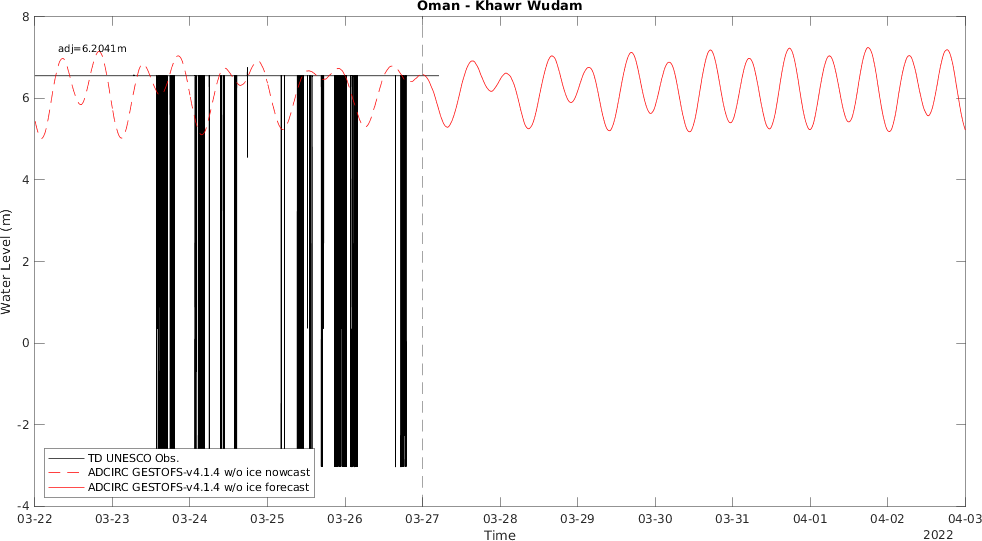 Oman - Khawr Wudam
8
adj=6.2041m
6
4
2
0
-2
-4
Water Level (m)
TD UNESCO Obs.
ADCIRC GESTOFS-v4.1.4 w/o ice nowcast
ADCIRC GESTOFS-v4.1.4 w/o ice forecast
03-22 03-23 03-24 03-25 03-26 03-27 03-28 03-29 03-30 03-31 04-01 04-02 04-03
Time
2022